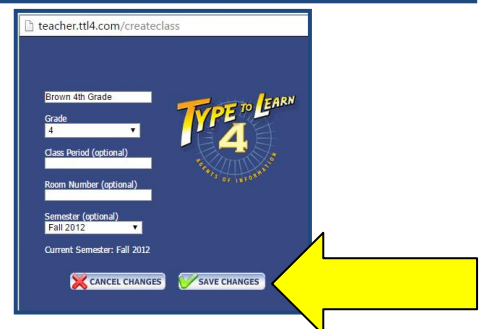 teacher.ttl4.com/createclass
Brown 4th Grade
Grade
4
Class Period (optional)
Room Number (optional)
Semester (optional)
Fall 2012
Current Semester: Fall 2012
CANCEL CHANGES SAVE CHANGES
TYPE TO LEARN
4
AGENTS OF INFORMATION